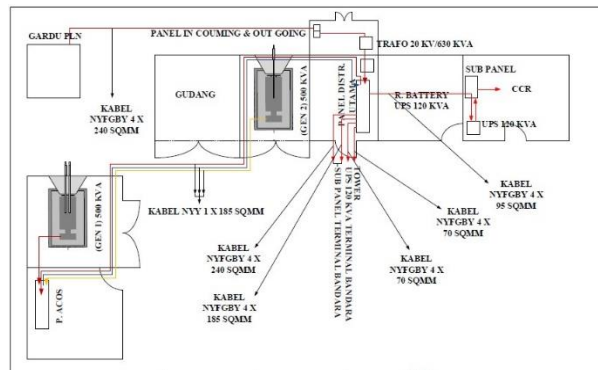 GARDU PLN
PANEL IN COUMING & OUT GOING
TRAFO 20 KV/630 KVA
KABEL
NYFGBY 4 X
240 SQMM
GUDANG
(GEN 2) 500 KVA
PANEL DISTR.
UTAMA
R. BATTERY
UPS 120 KVA
SUB PANEL
CCR
UPS 120 KVA
(GEN 1) 500 KVA
P. ACOS
KABEL NYY 1 X 185 SQMM
KABEL
NYFGBY 4 X
240 SQMM
KABEL
NYFGBY 4 X
185 SQMM
SUB PANEL TERMINAL BANDARA
UPS 120 KVA TERMINAL BANDARA
TOWER
KABEL
NYFGBY 4 X
70 SQMM
KABEL
NYFGBY 4 X
70 SQMM
KABEL
NYFGBY 4 X
95 SQMM